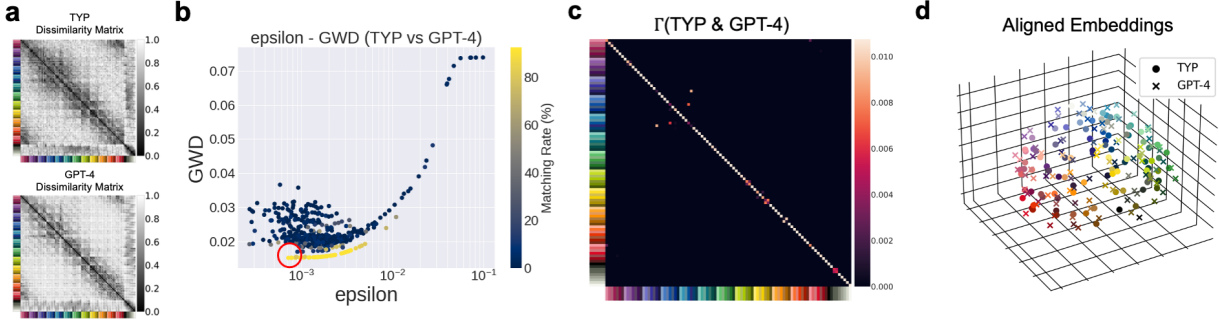 a
TYP
Dissimilarity Matrix
1.0
0.8
0.6
0.4
0.2
0.0
GPT-4
Dissimilarity Matrix
1.0
0.8
0.6
0.4
0.2
0.0
b
epsilon - GWD (TYP vs GPT-4)
GWD
0.07
0.06
0.05
0.04
0.03
0.02
10⁻³
10⁻²
10⁻¹
epsilon
Matching Rate (%)
80
60
40
20
0
c
Γ(TYP & GPT-4)
0.010
0.008
0.006
0.004
0.002
0.000
d
Aligned Embeddings
TYP
GPT-4